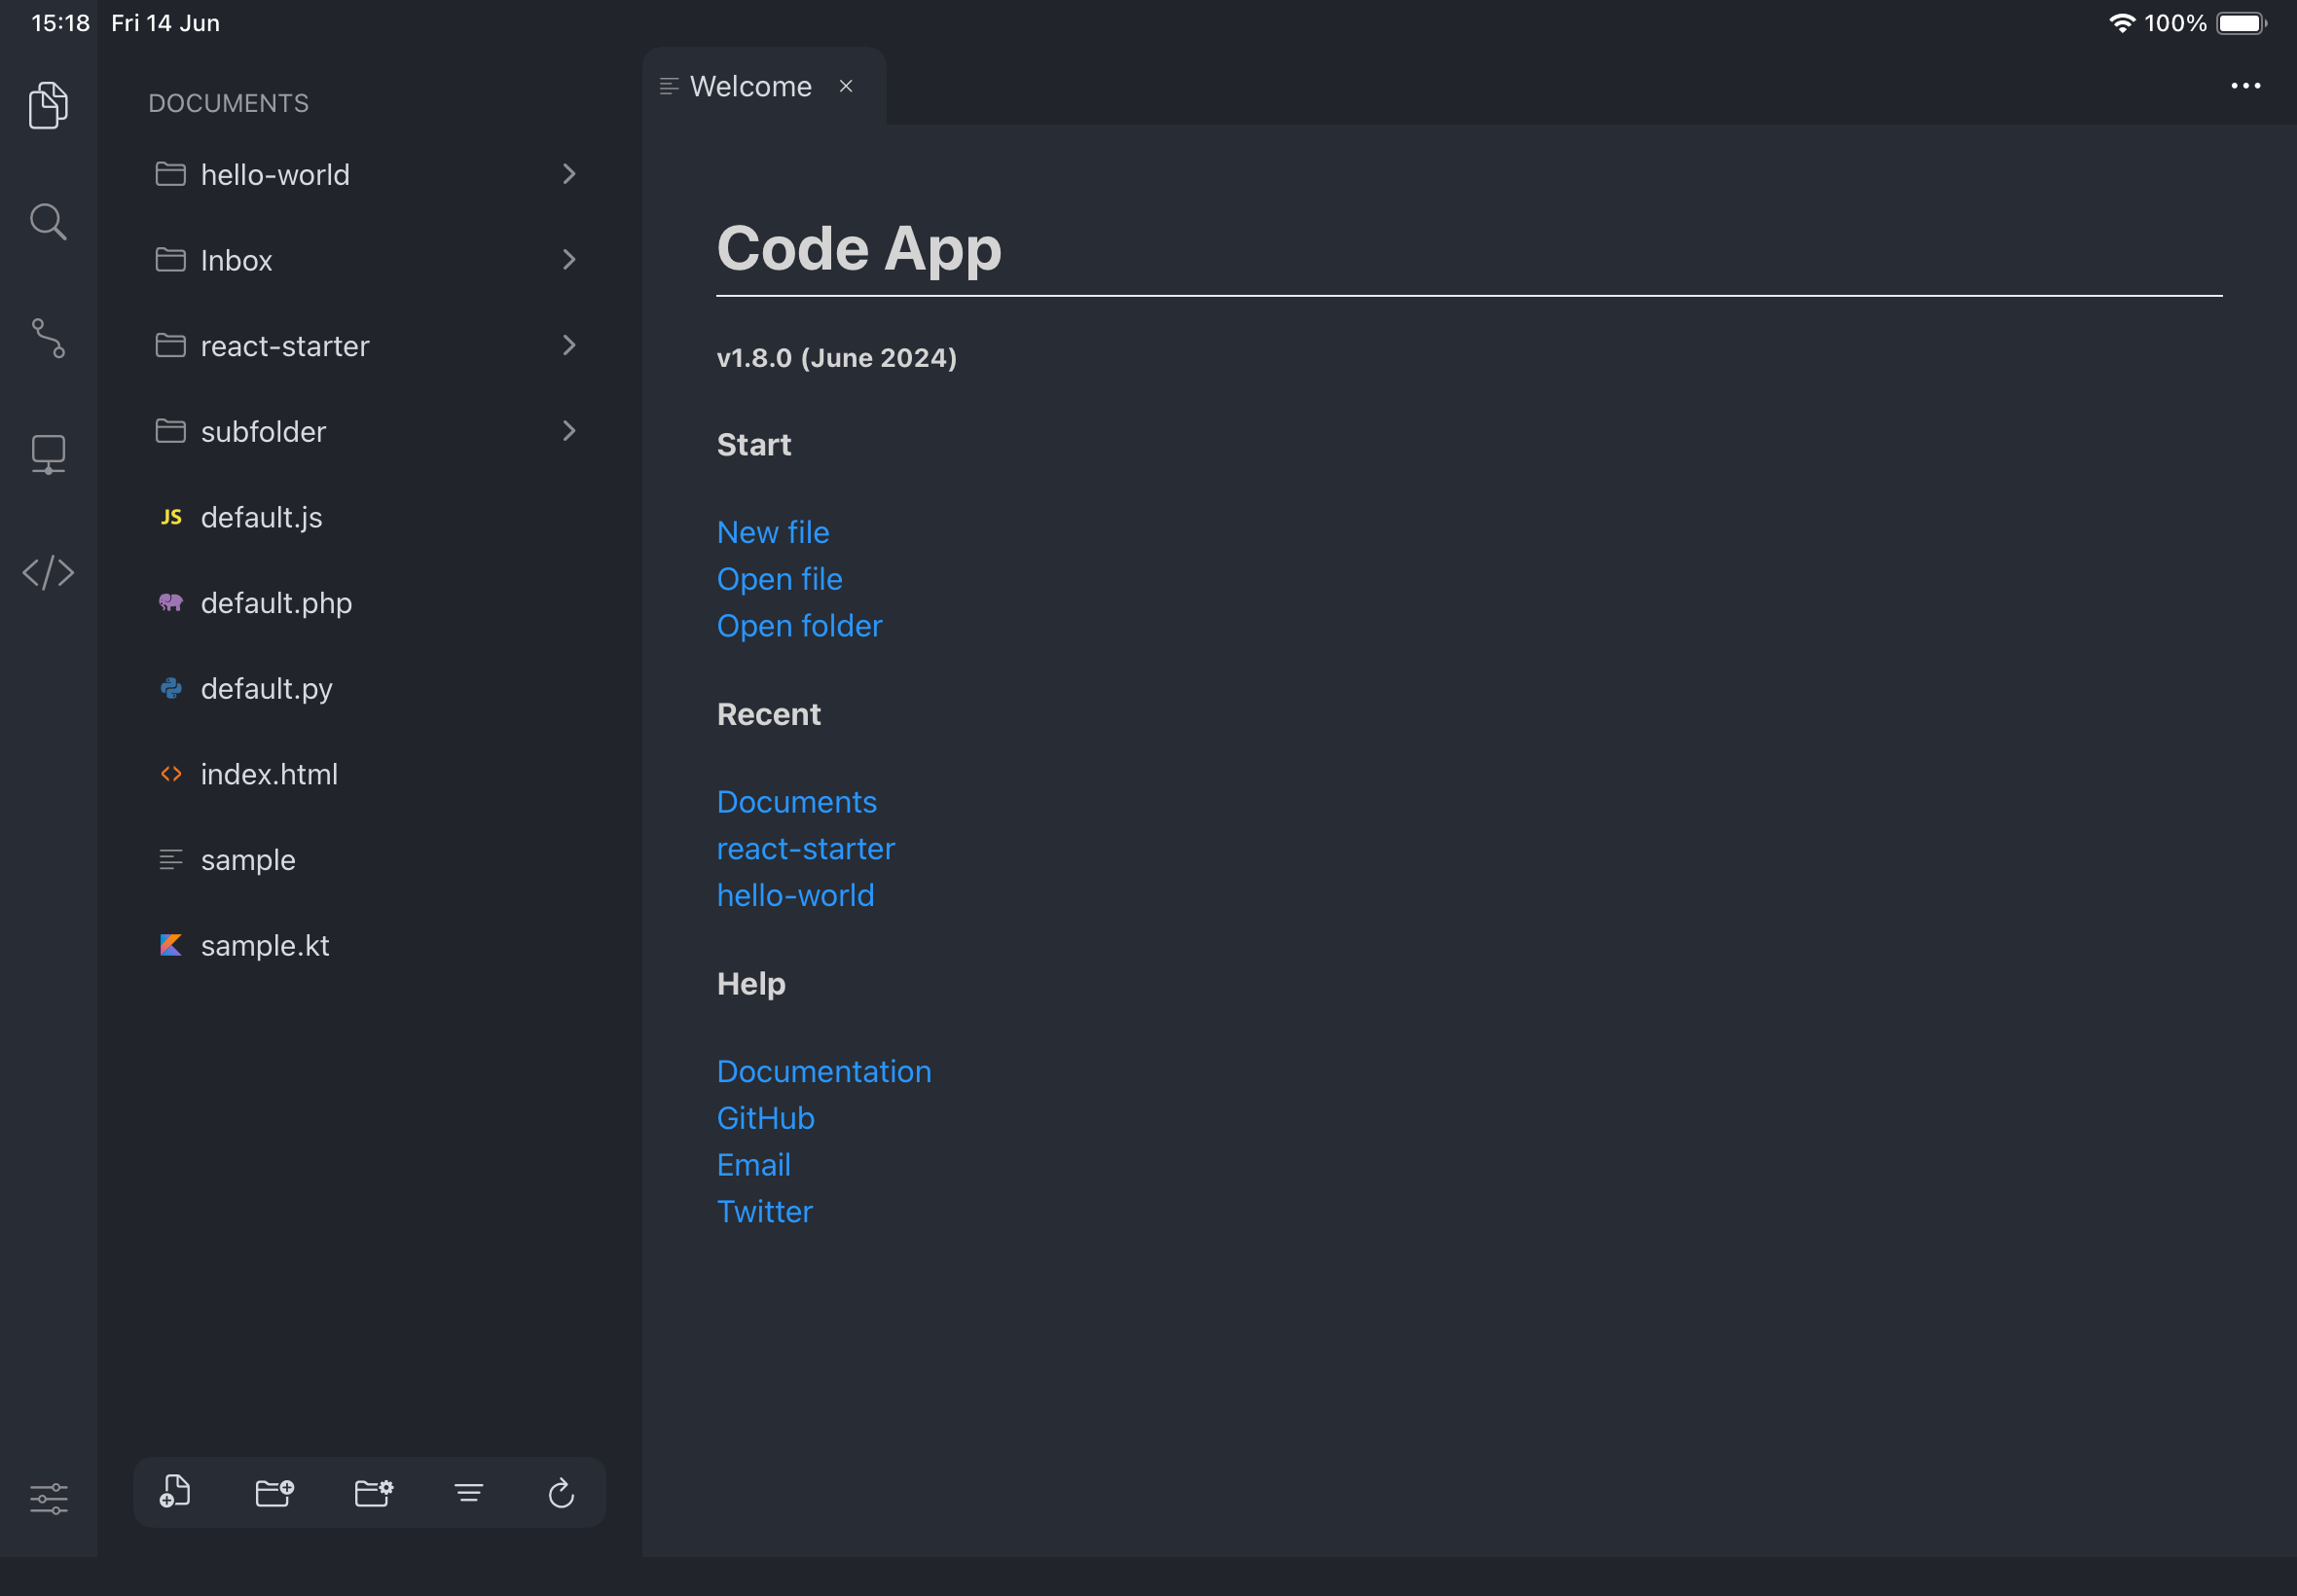 15:18 Fri 14 Jun
100%
DOCUMENTS
hello-world
Inbox
react-starter
subfolder
JS default.js
default.php
default.py
index.html
sample
sample.kt
Welcome
Code App
v1.8.0 (June 2024)
Start
New file
Open file
Open folder
Recent
Documents
react-starter
hello-world
Help
Documentation
GitHub
Email
Twitter